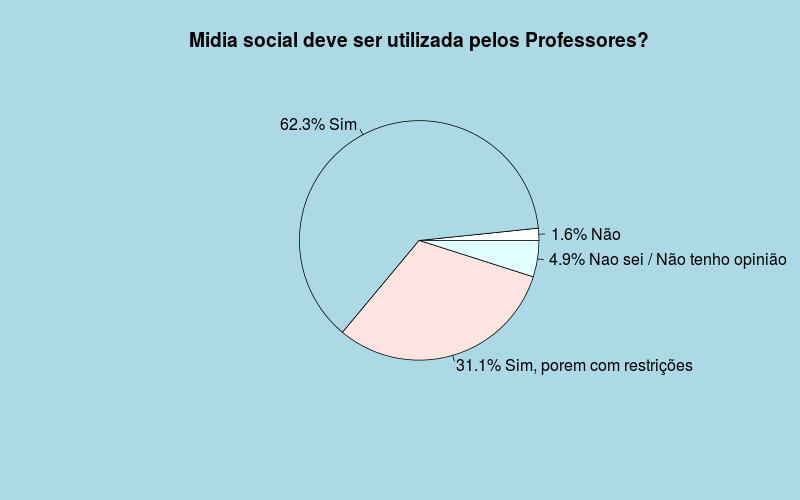 Midia social deve ser utilizada pelos Professores?
62.3% Sim
1.6% Não
4.9% Nao sei / Não tenho opinião
31.1% Sim, porem com restrições